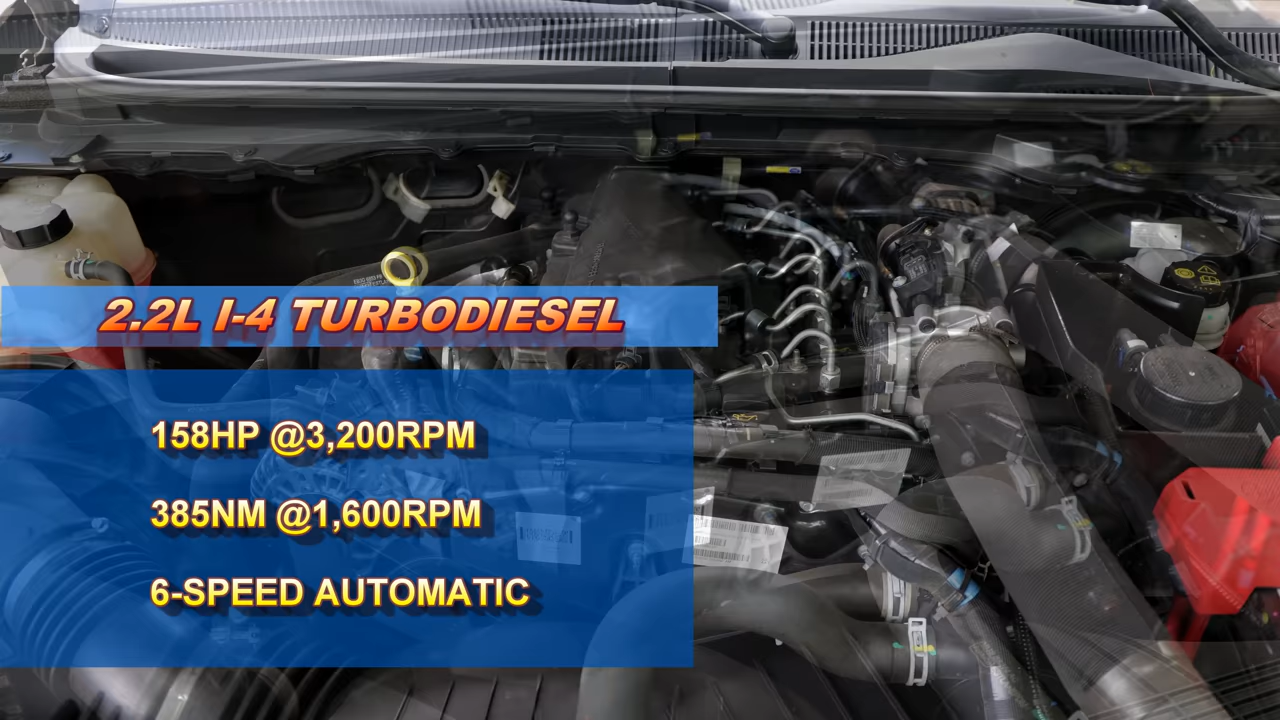 2.2L I-4 TURBODIESEL
158HP @3,200RPM
385NM @1,600RPM
6-SPEED AUTOMATIC